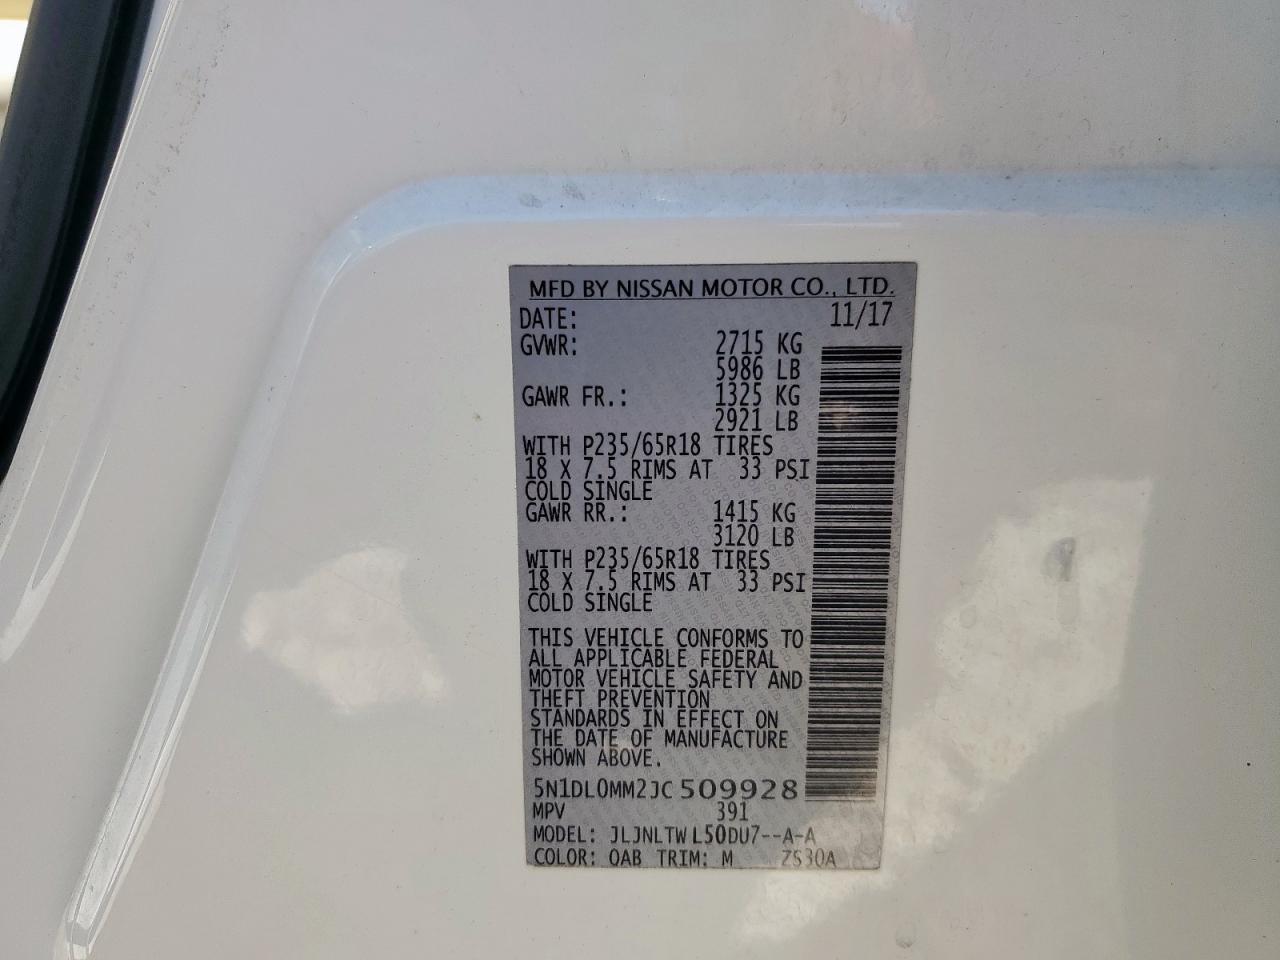 MFD BY NISSAN MOTOR CO., LTD.
DATE: 11/17
GVWR: 2715 KG
5986 LB
GAWR FR.: 1325 KG
2921 LB
WITH P235/65R18 TIRES
18 X 7.5 RIMS AT 33 PSI
COLD SINGLE
GAWR RR.: 1415 KG
3120 LB
WITH P235/65R18 TIRES
18 X 7.5 RIMS AT 33 PSI
COLD SINGLE
THIS VEHICLE CONFORMS TO
ALL APPLICABLE FEDERAL
MOTOR VEHICLE SAFETY AND
THEFT PREVENTION
STANDARDS IN EFFECT ON
THE DATE OF MANUFACTURE
SHOWN ABOVE.
5N1DL0MM2JC509928
MPV 391
MODEL: JLJNLTWL50DU7--A-A
COLOR: QAB TRIM: M ZS30A